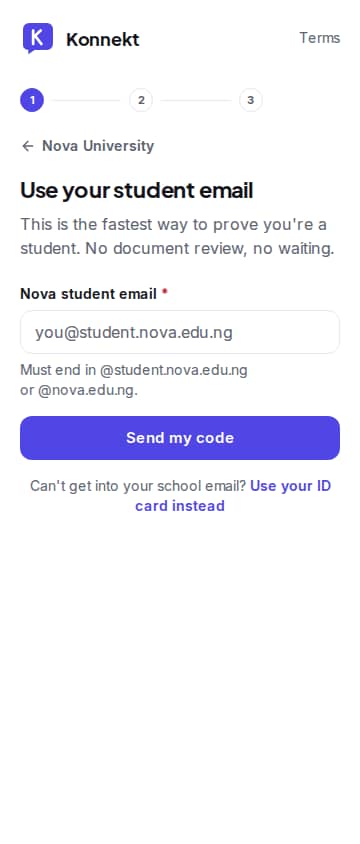 Konnekt
Terms
1
2
3
Nova University
Use your student email
This is the fastest way to prove you're a
student. No document review, no waiting.
Nova student email *
you@student.nova.edu.ng
Must end in @student.nova.edu.ng
or @nova.edu.ng.
Send my code
Can't get into your school email? Use your ID
card instead